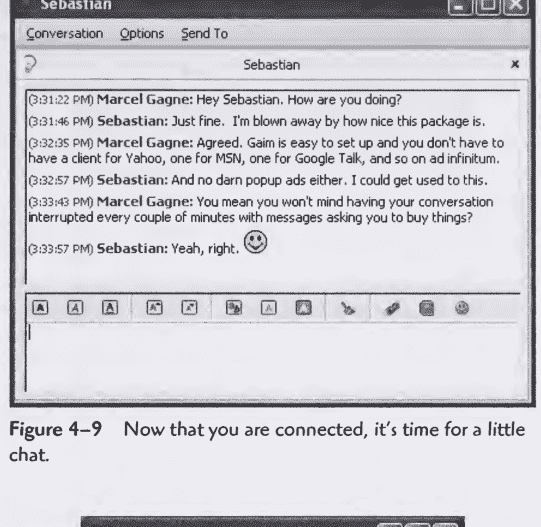 Sebastian
Conversation Options Send To
Sebastian x
(3:31:22 PM) Marcel Gagne: Hey Sebastian. How are you doing?
(3:31:46 PM) Sebastian: Just fine. I'm blown away by how nice this package is.
(3:32:35 PM) Marcel Gagne: Agreed. Gaim is easy to set up and you don't have to
have a client for Yahoo, one for MSN, one for Google Talk, and so on ad infinitum.
(3:32:57 PM) Sebastian: And no darn popup ads either. I could get used to this.
(3:33:43 PM) Marcel Gagne: You mean you won't mind having your conversation
interrupted every couple of minutes with messages asking you to buy things?
(3:33:57 PM) Sebastian: Yeah, right.
A A A A A A
Figure 4–9 Now that you are connected, it's time for a little
chat.